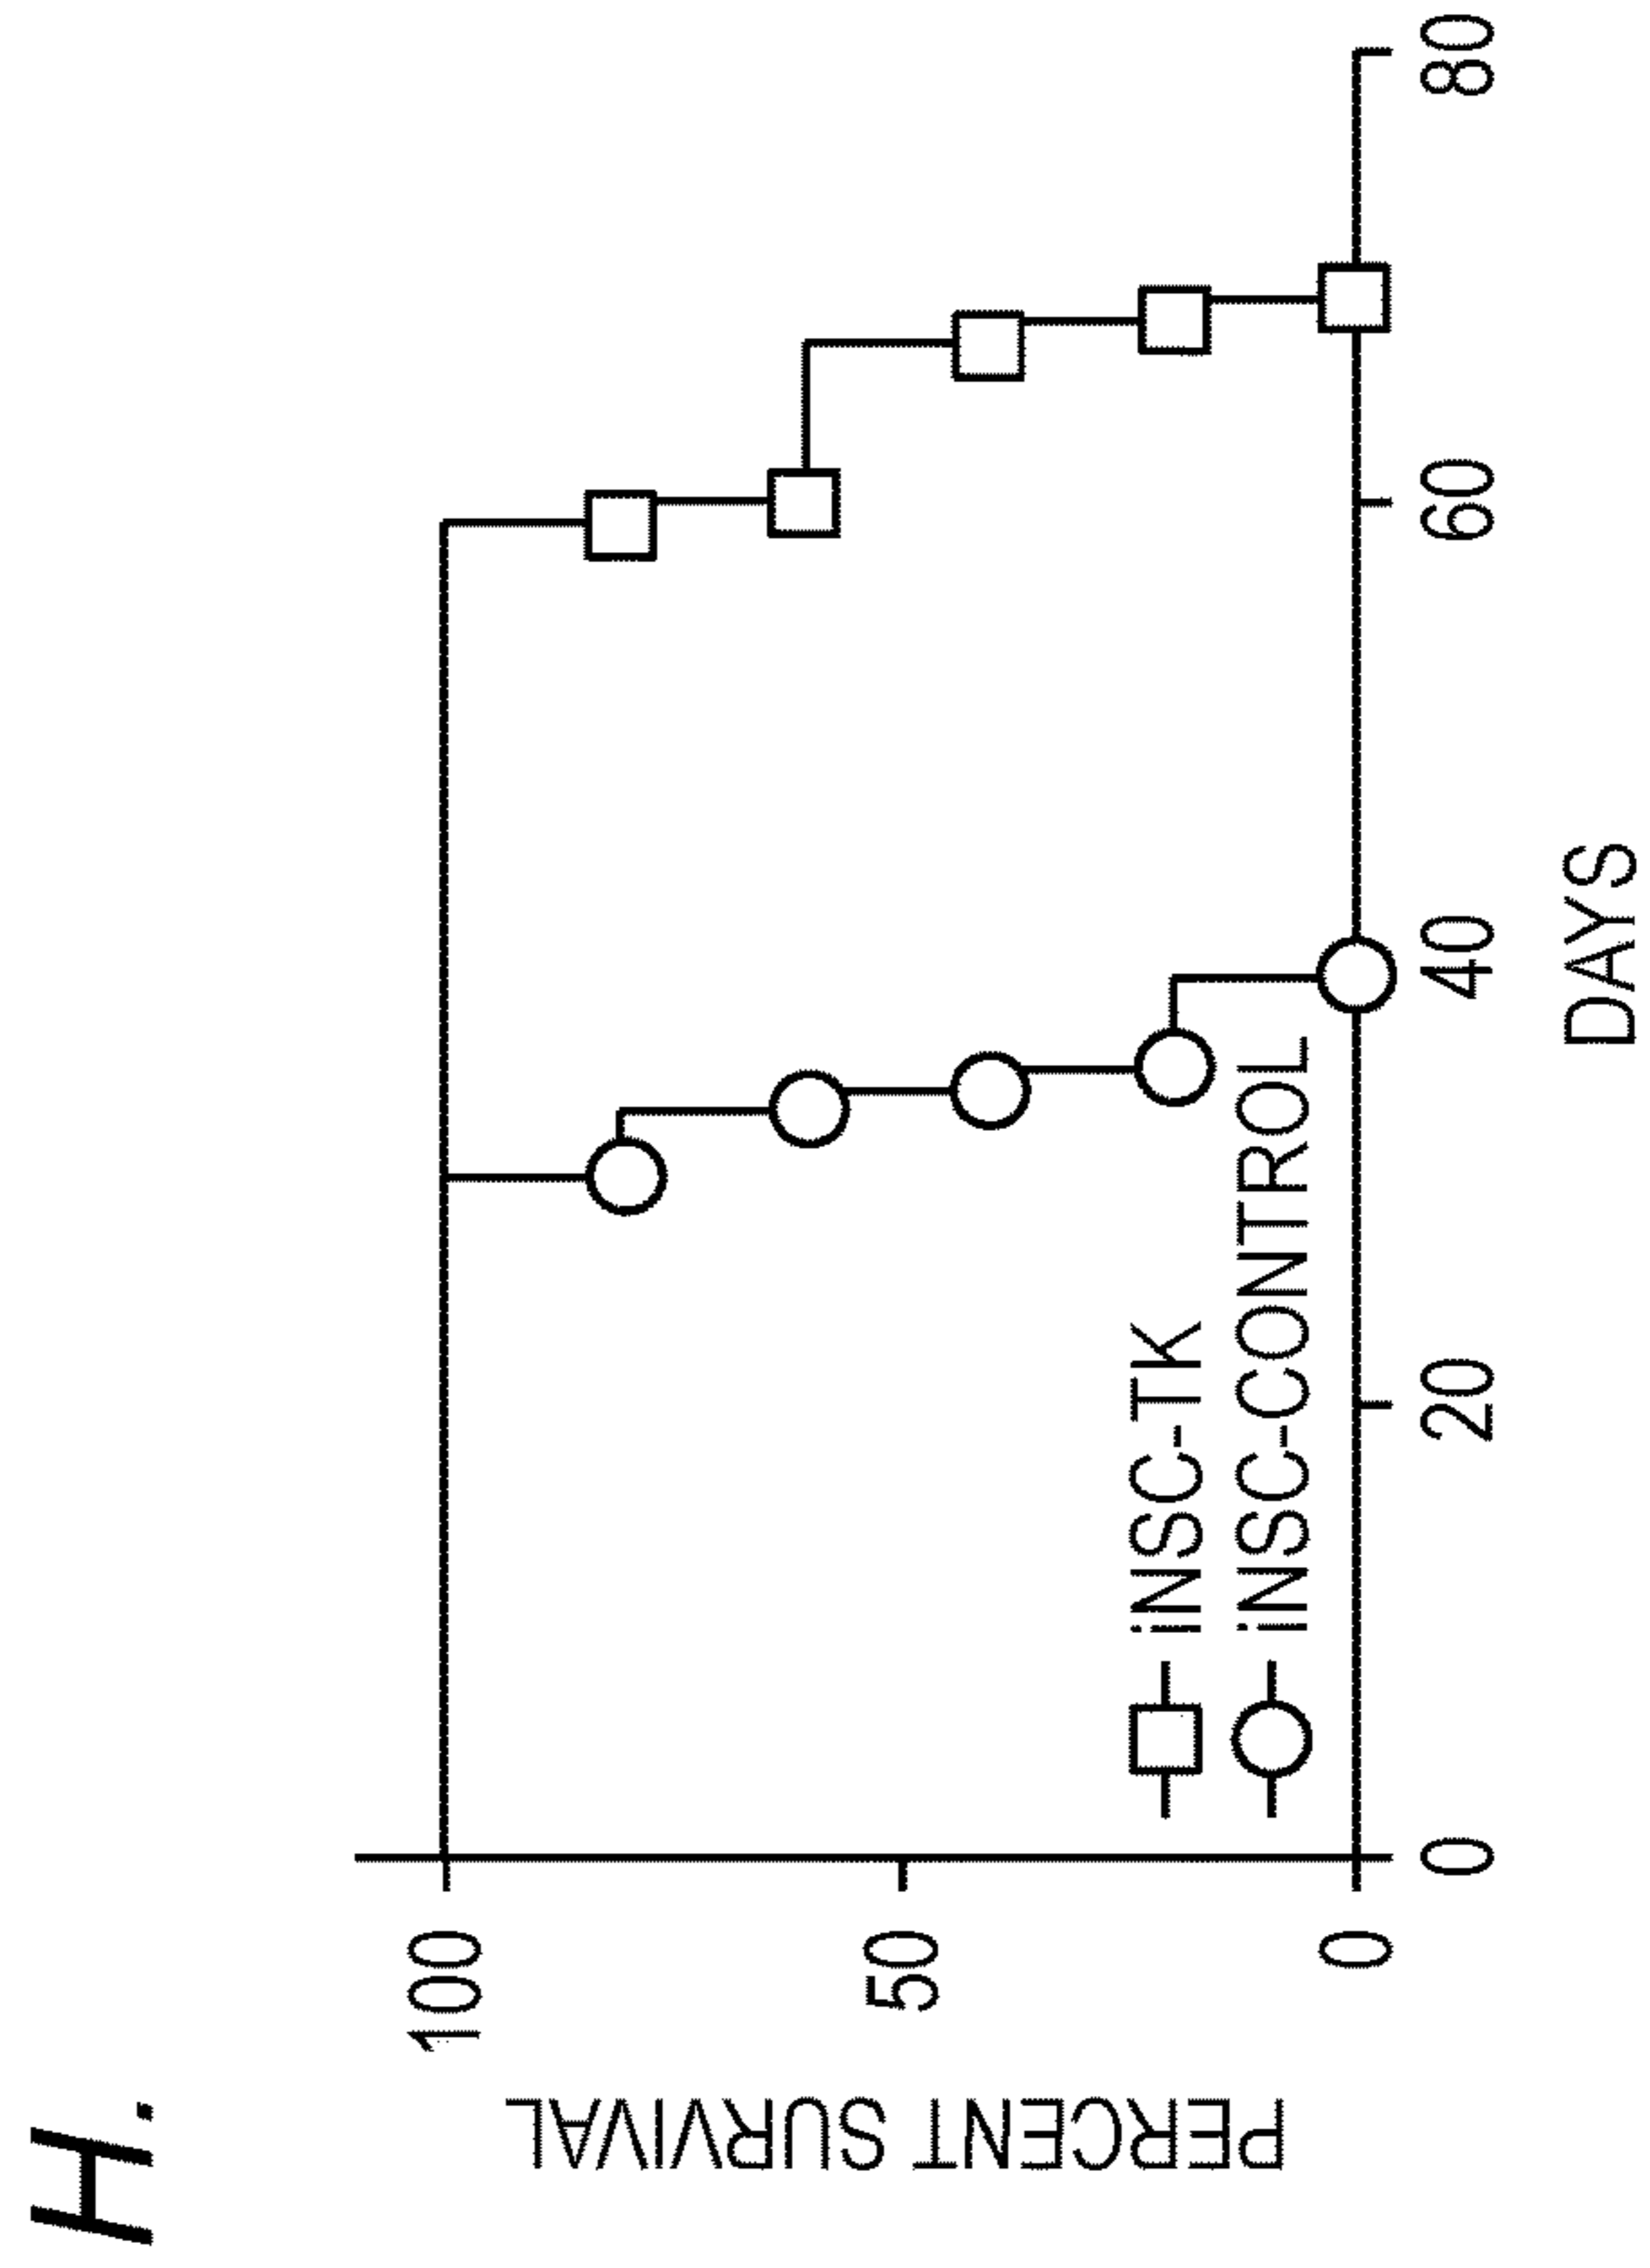 H.
PERCENT SURVIVAL
100
50
0
iNSC-TK
iNSC-CONTROL
0
20
40
60
80
DAYS